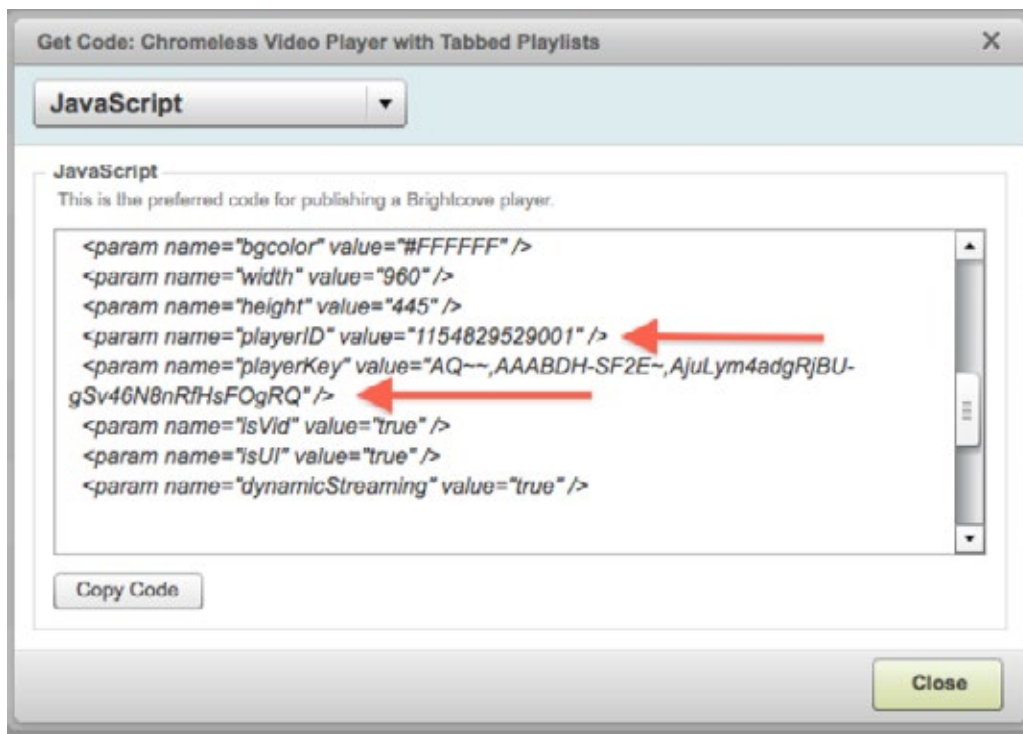 Get Code: Chromeless Video Player with Tabbed Playlists
JavaScript
JavaScript
This is the preferred code for publishing a Brightcove player.
<param name="bgcolor" value="#FFFFFF" />
<param name="width" value="960" />
<param name="height" value="445" />
<param name="playerID" value="1154829529001" />
<param name="playerKey" value="AQ~~,AAABDH-SF2E~,AjuLym4adgRjBU-
gSv46N8nRfHsFOgRQ" />
<param name="isVid" value="true" />
<param name="isUI" value="true" />
<param name="dynamicStreaming" value="true" />
Copy Code
Close